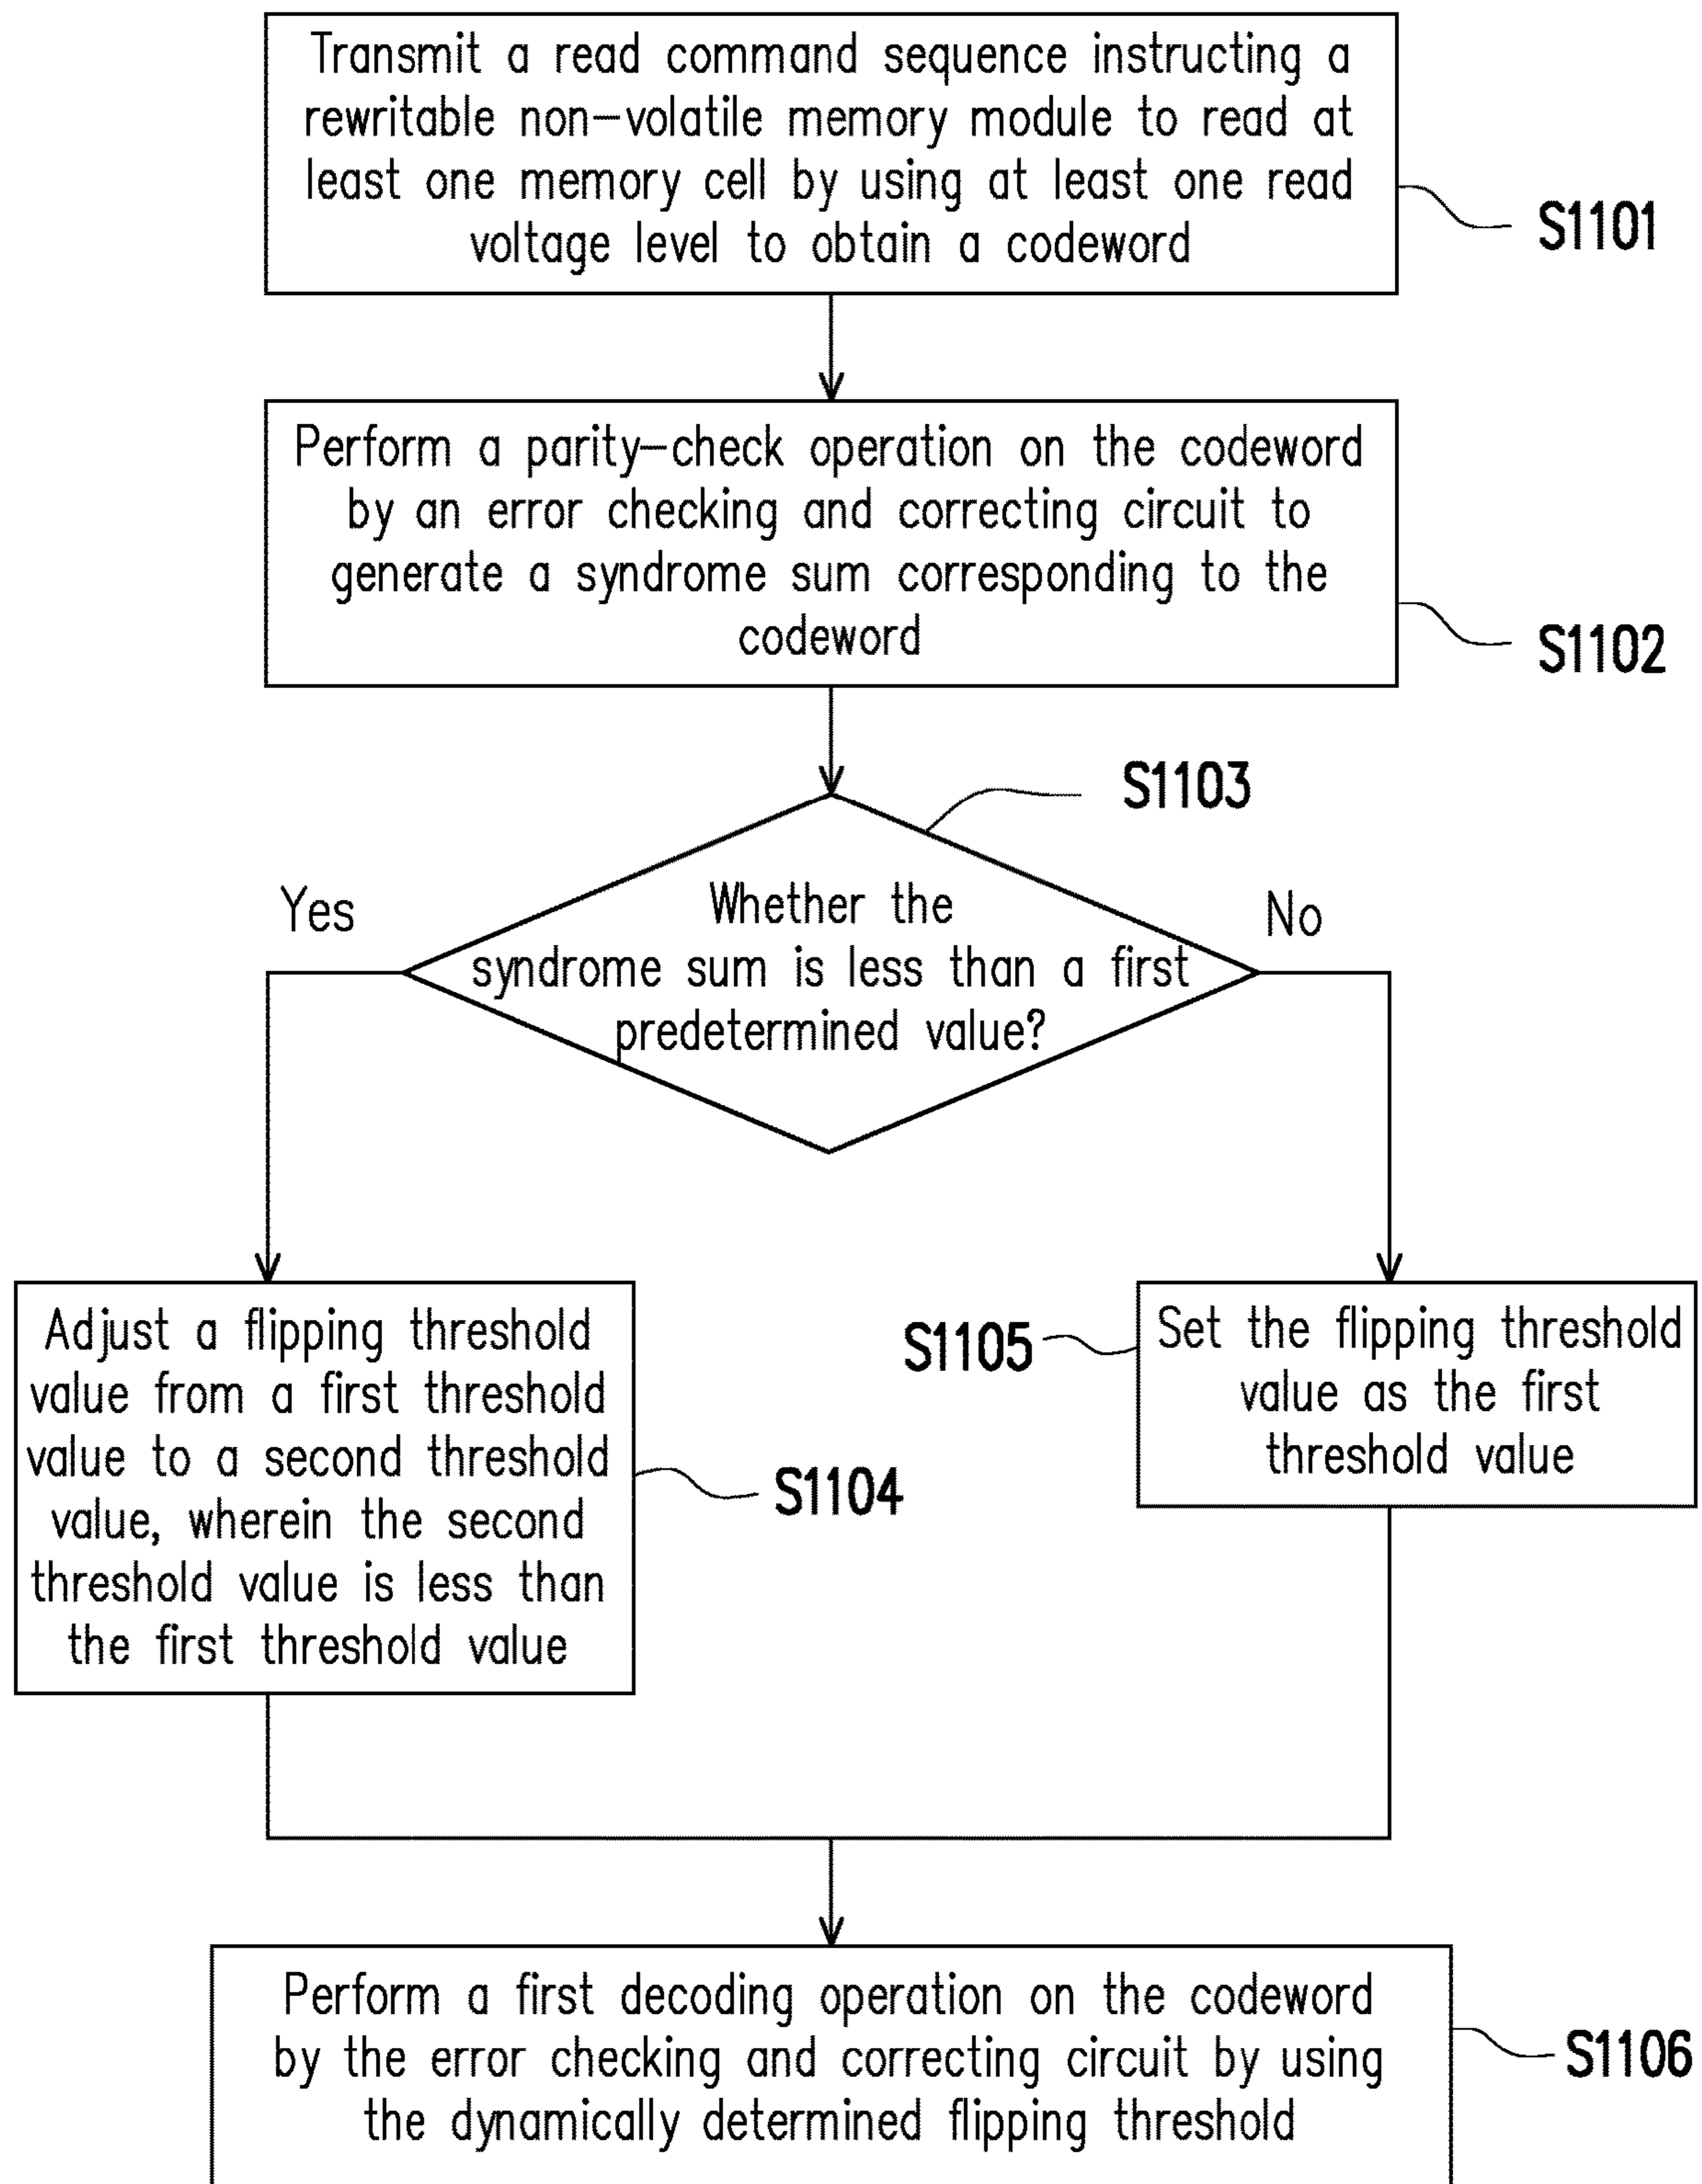 Transmit a read command sequence instructing a
rewritable non-volatile memory module to read at
least one memory cell by using at least one read
voltage level to obtain a codeword
S1101
Perform a parity-check operation on the codeword
by an error checking and correcting circuit to
generate a syndrome sum corresponding to the
codeword
S1102
S1103
Whether the
syndrome sum is less than a first
predetermined value?
Yes
No
Adjust a flipping threshold
value from a first threshold
value to a second threshold
value, wherein the second
threshold value is less than
the first threshold value
S1104
S1105
Set the flipping threshold
value as the first
threshold value
Perform a first decoding operation on the codeword
by the error checking and correcting circuit by using
the dynamically determined flipping threshold
S1106